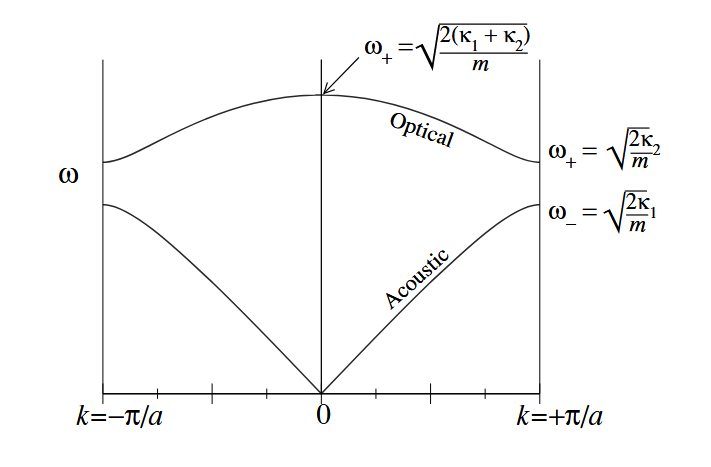 ω₊ = √(2(κ₁ + κ₂)/m)
Optical
ω₊ = √(2κ₂/m)
ω
ω₋ = √(2κ₁/m)
Acoustic
k=−π/a
0
k=+π/a